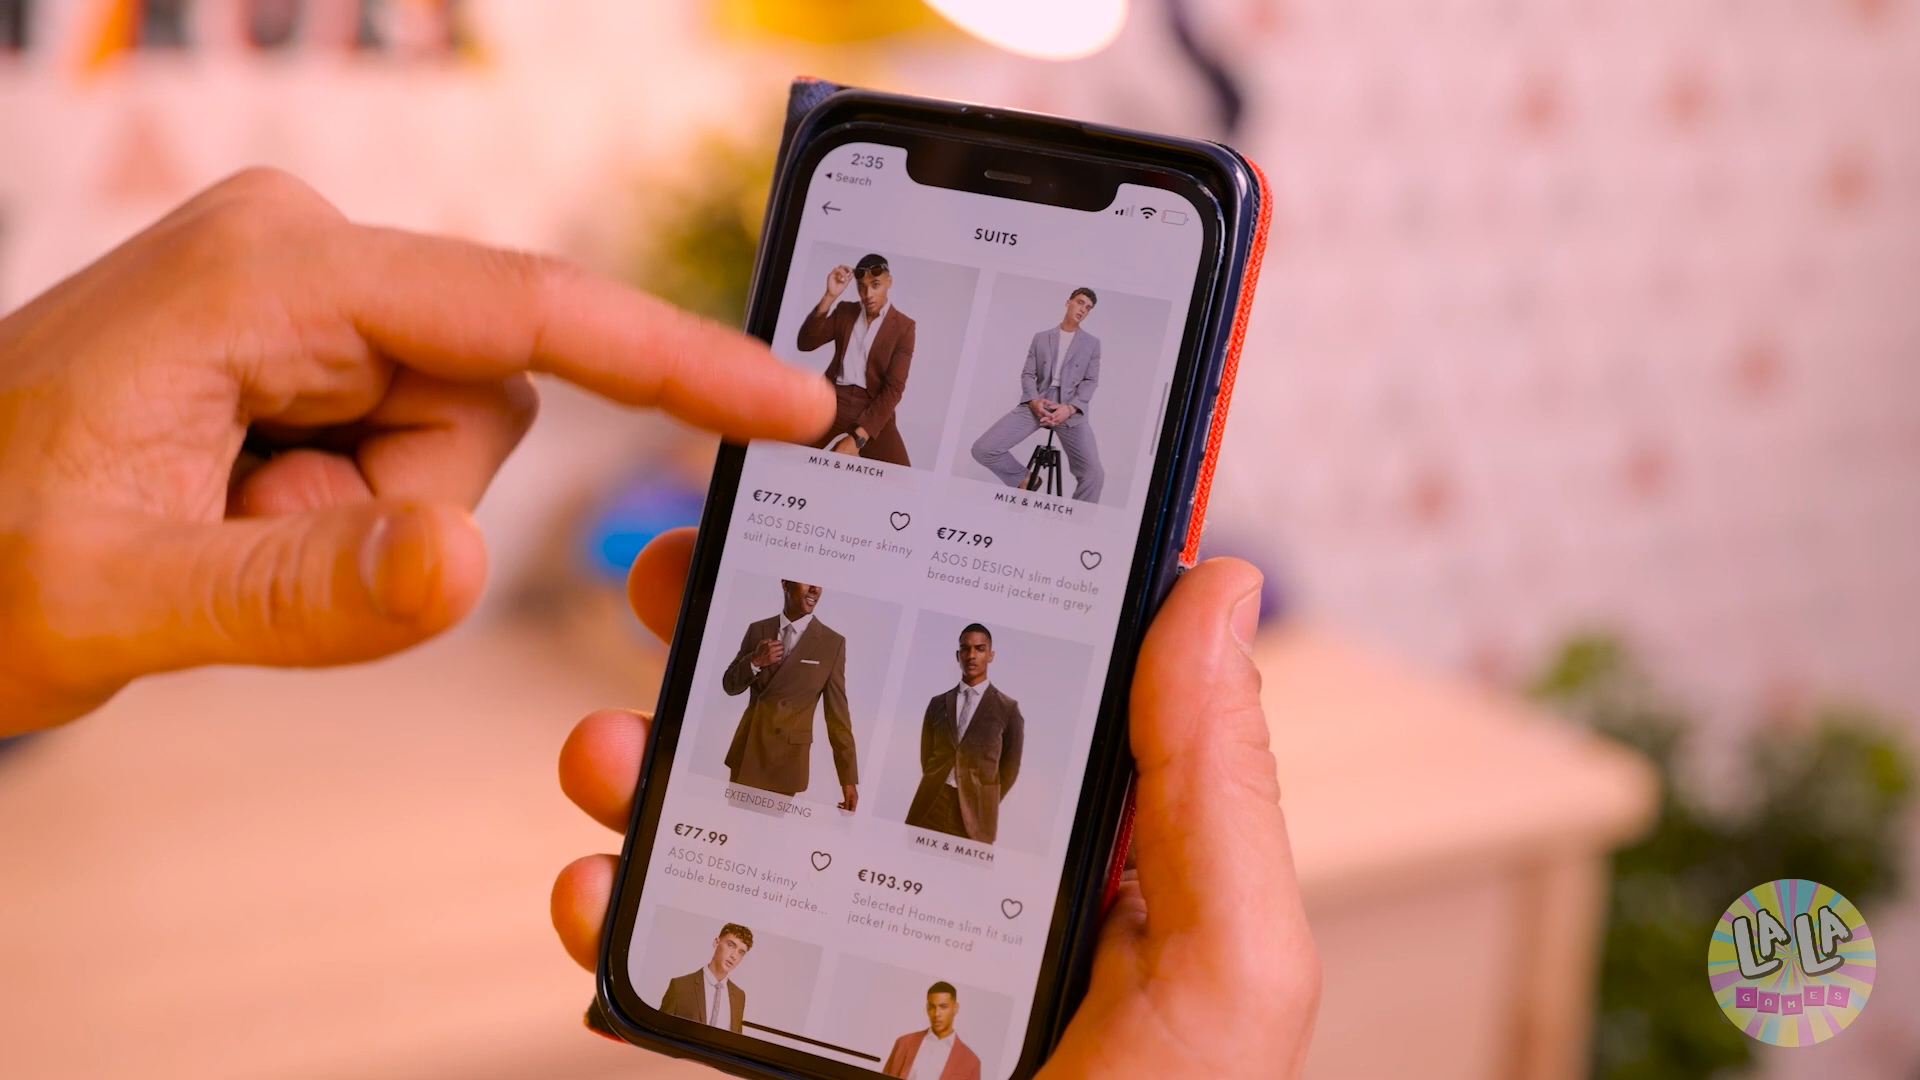 2:35
Search
SUITS
MIX & MATCH
€77.99
ASOS DESIGN super skinny
suit jacket in brown
MIX & MATCH
€77.99
ASOS DESIGN slim double
breasted suit jacket in grey
EXTENDED SIZING
€77.99
ASOS DESIGN skinny
double breasted suit jacke...
MIX & MATCH
€193.99
Selected Homme slim fit suit
jacket in brown cord
LALA
GAMES